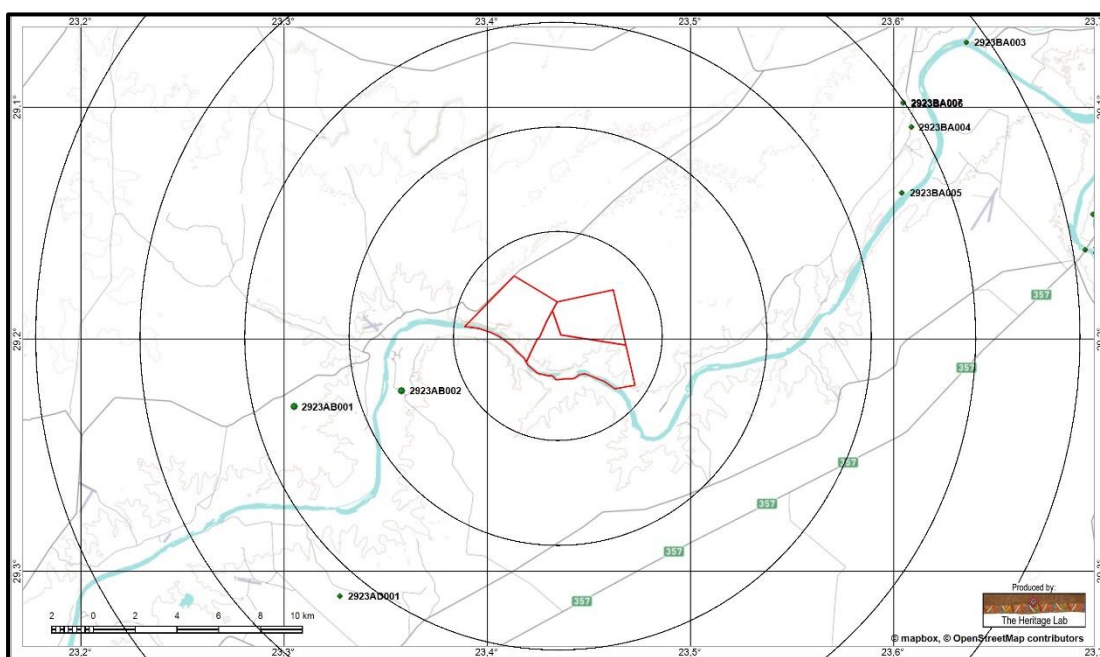 23,2° 23,3° 23,4° 23,5° 23,6°
2923BA003
29,1°
2923BA004
2923BA005
357
29,2°
357
2923AB002
2923AB001
357
357
357
29,3°
357
2923AD001
2 0 2 4 6 8 10 km
Produced by:
The Heritage Lab
© mapbox, © OpenStreetMap contributors
23,2° 23,3° 23,4° 23,5° 23,6°